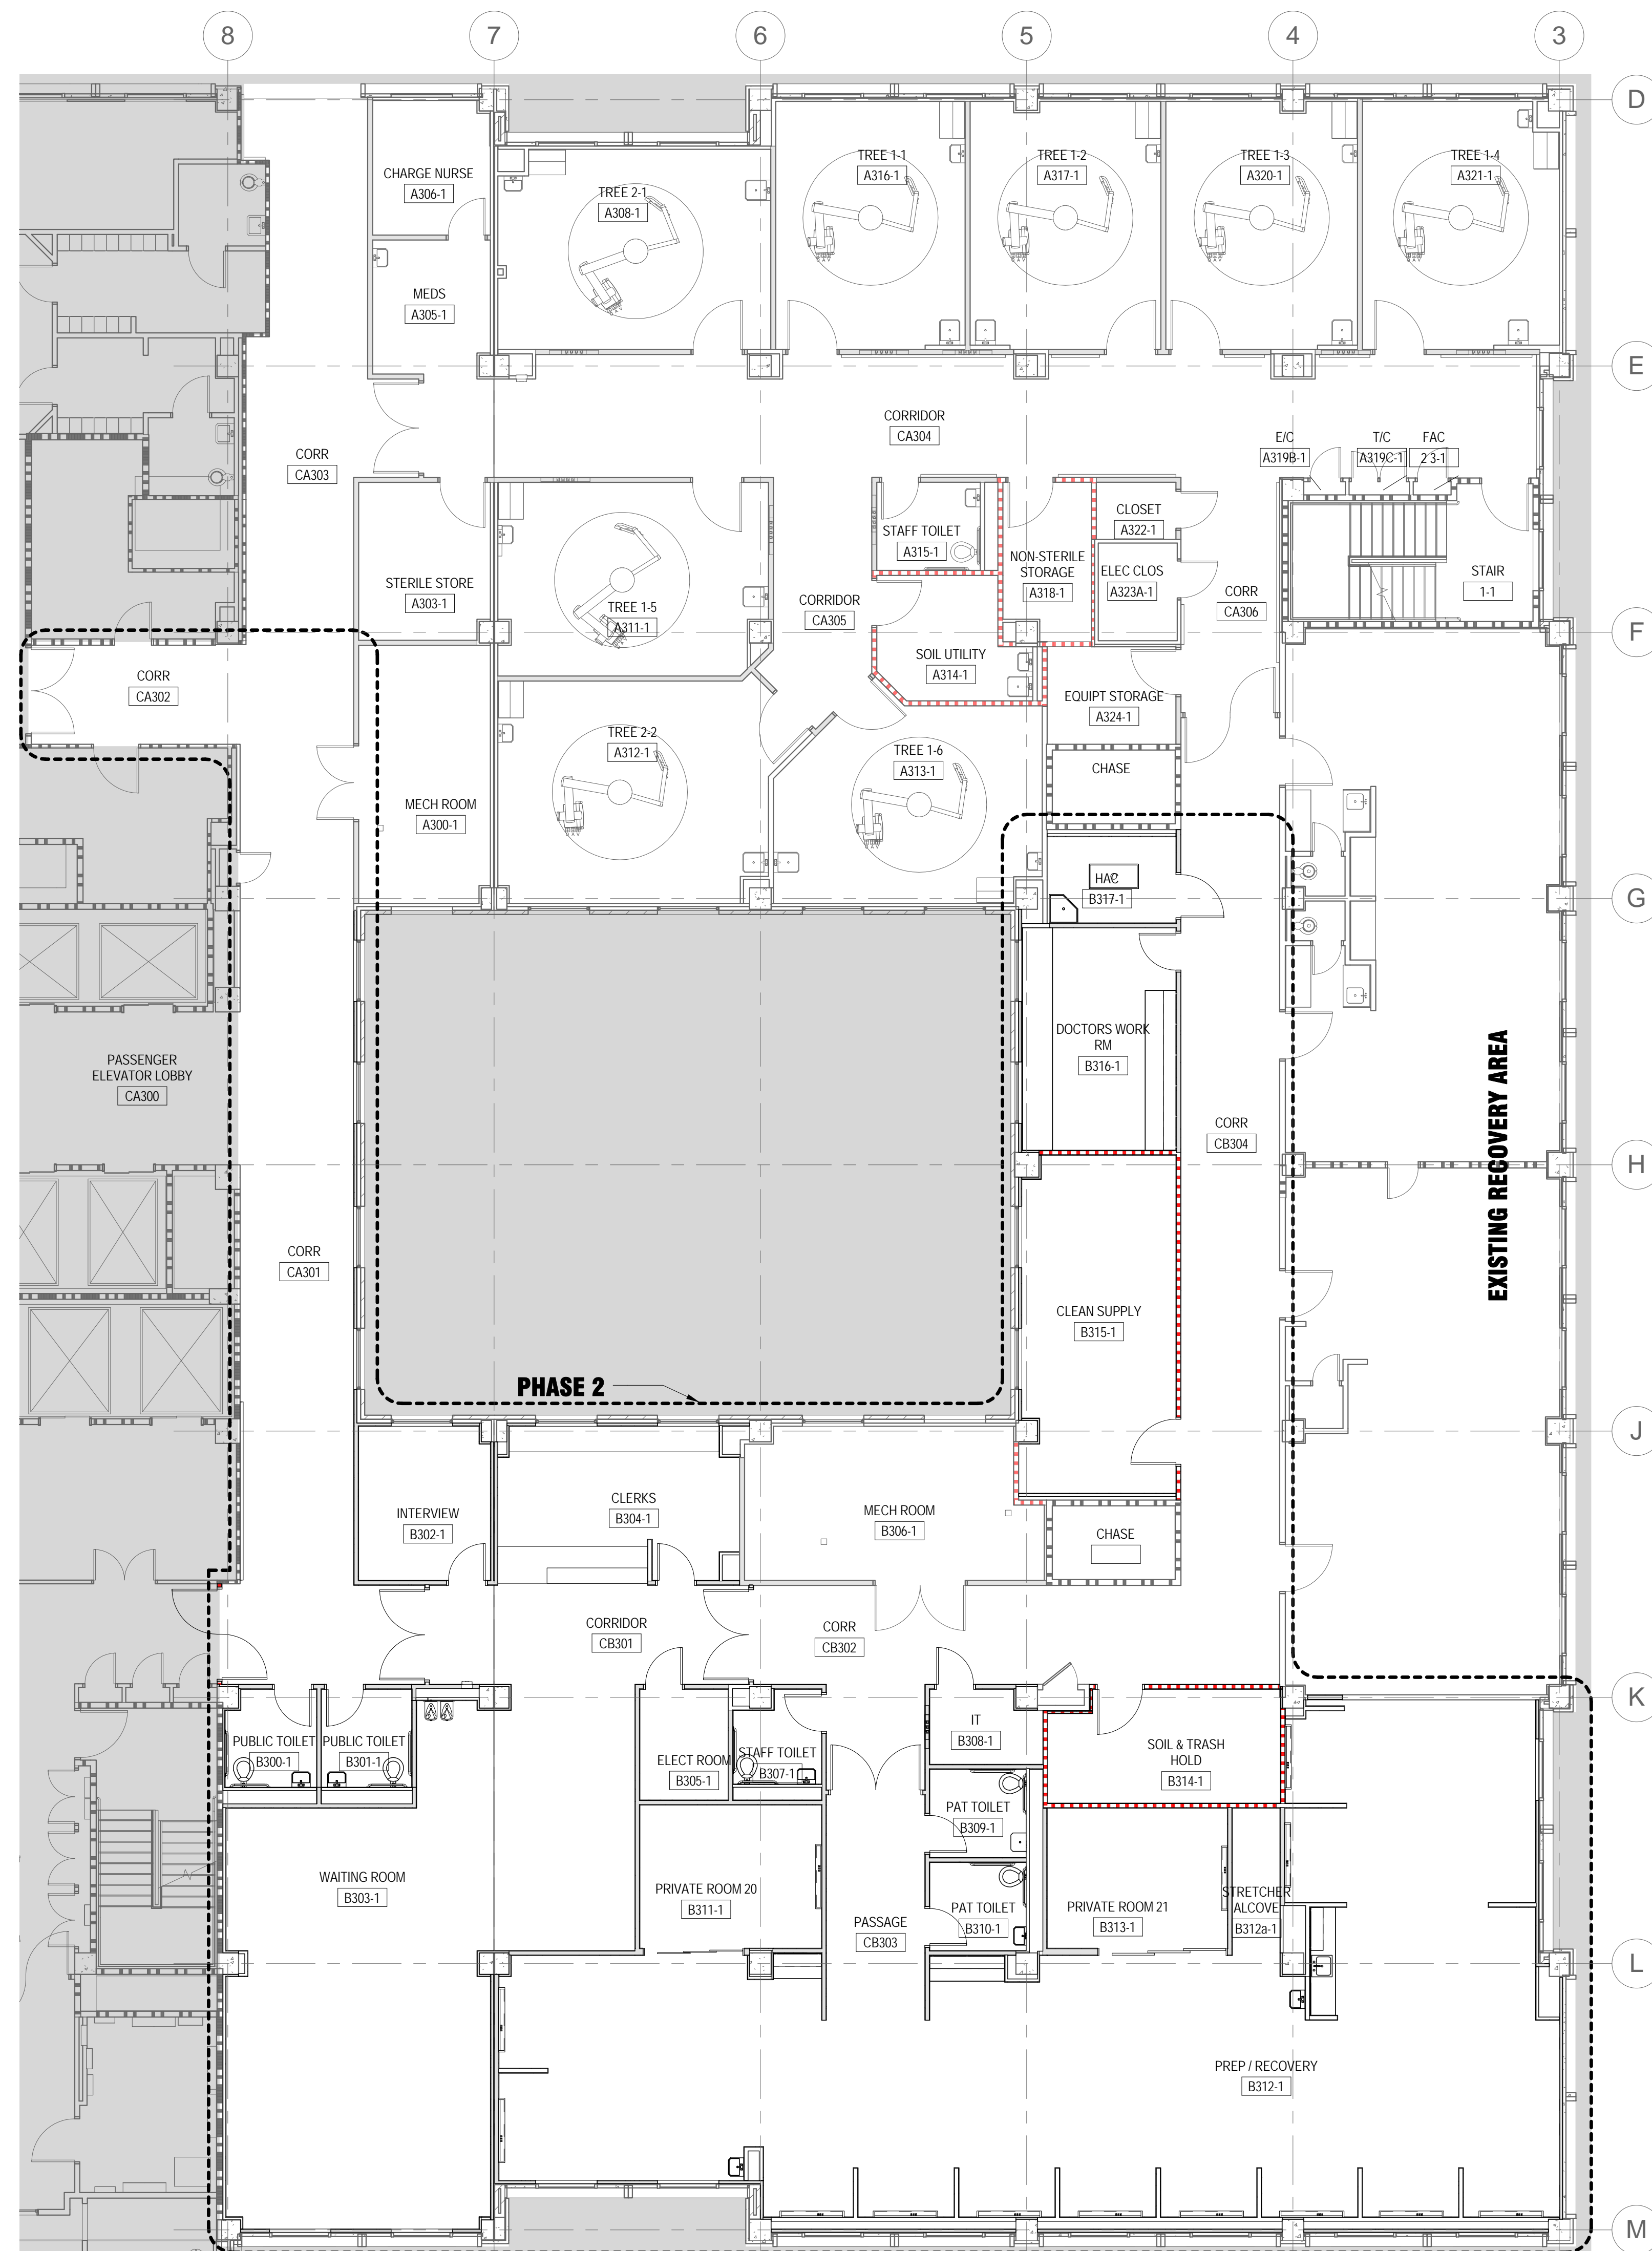 8
7
6
5
4
3
D
CHARGE NURSE
A306-1
TREE 2-1
A308-1
TREE 1-1
A316-1
TREE 1-2
A317-1
TREE 1-3
A320-1
TREE 1-4
A321-1
MEDS
A305-1
E
CORR
CA303
CORRIDOR
CA304
E/C
A319B-1
T/C
A319C-1
FAC
2 3-1
STERILE STORE
A303-1
TREE 1-5
A311-1
CORRIDOR
CA305
STAFF TOILET
A315-1
NON-STERILE
STORAGE
A318-1
CLOSET
A322-1
ELEC CLOS
A323A-1
CORR
CA306
STAIR
1-1
F
CORR
CA302
SOIL UTILITY
A314-1
EQUIPT STORAGE
A324-1
TREE 2-2
A312-1
TREE 1-6
A313-1
CHASE
MECH ROOM
A300-1
HAC
B317-1
G
PASSENGER
ELEVATOR LOBBY
CA300
DOCTORS WORK
RM
B316-1
EXISTING RECOVERY AREA
CORR
CB304
H
CORR
CA301
CLEAN SUPPLY
B315-1
PHASE 2
J
INTERVIEW
B302-1
CLERKS
B304-1
MECH ROOM
B306-1
CHASE
CORRIDOR
CB301
CORR
CB302
K
PUBLIC TOILET
B300-1
PUBLIC TOILET
B301-1
ELECT ROOM
B305-1
STAFF TOILET
B307-1
IT
B308-1
SOIL & TRASH
HOLD
B314-1
PAT TOILET
B309-1
WAITING ROOM
B303-1
PRIVATE ROOM 20
B311-1
PASSAGE
CB303
PAT TOILET
B310-1
PRIVATE ROOM 21
B313-1
STRETCHER
ALCOVE
B312a-1
L
PREP / RECOVERY
B312-1
M